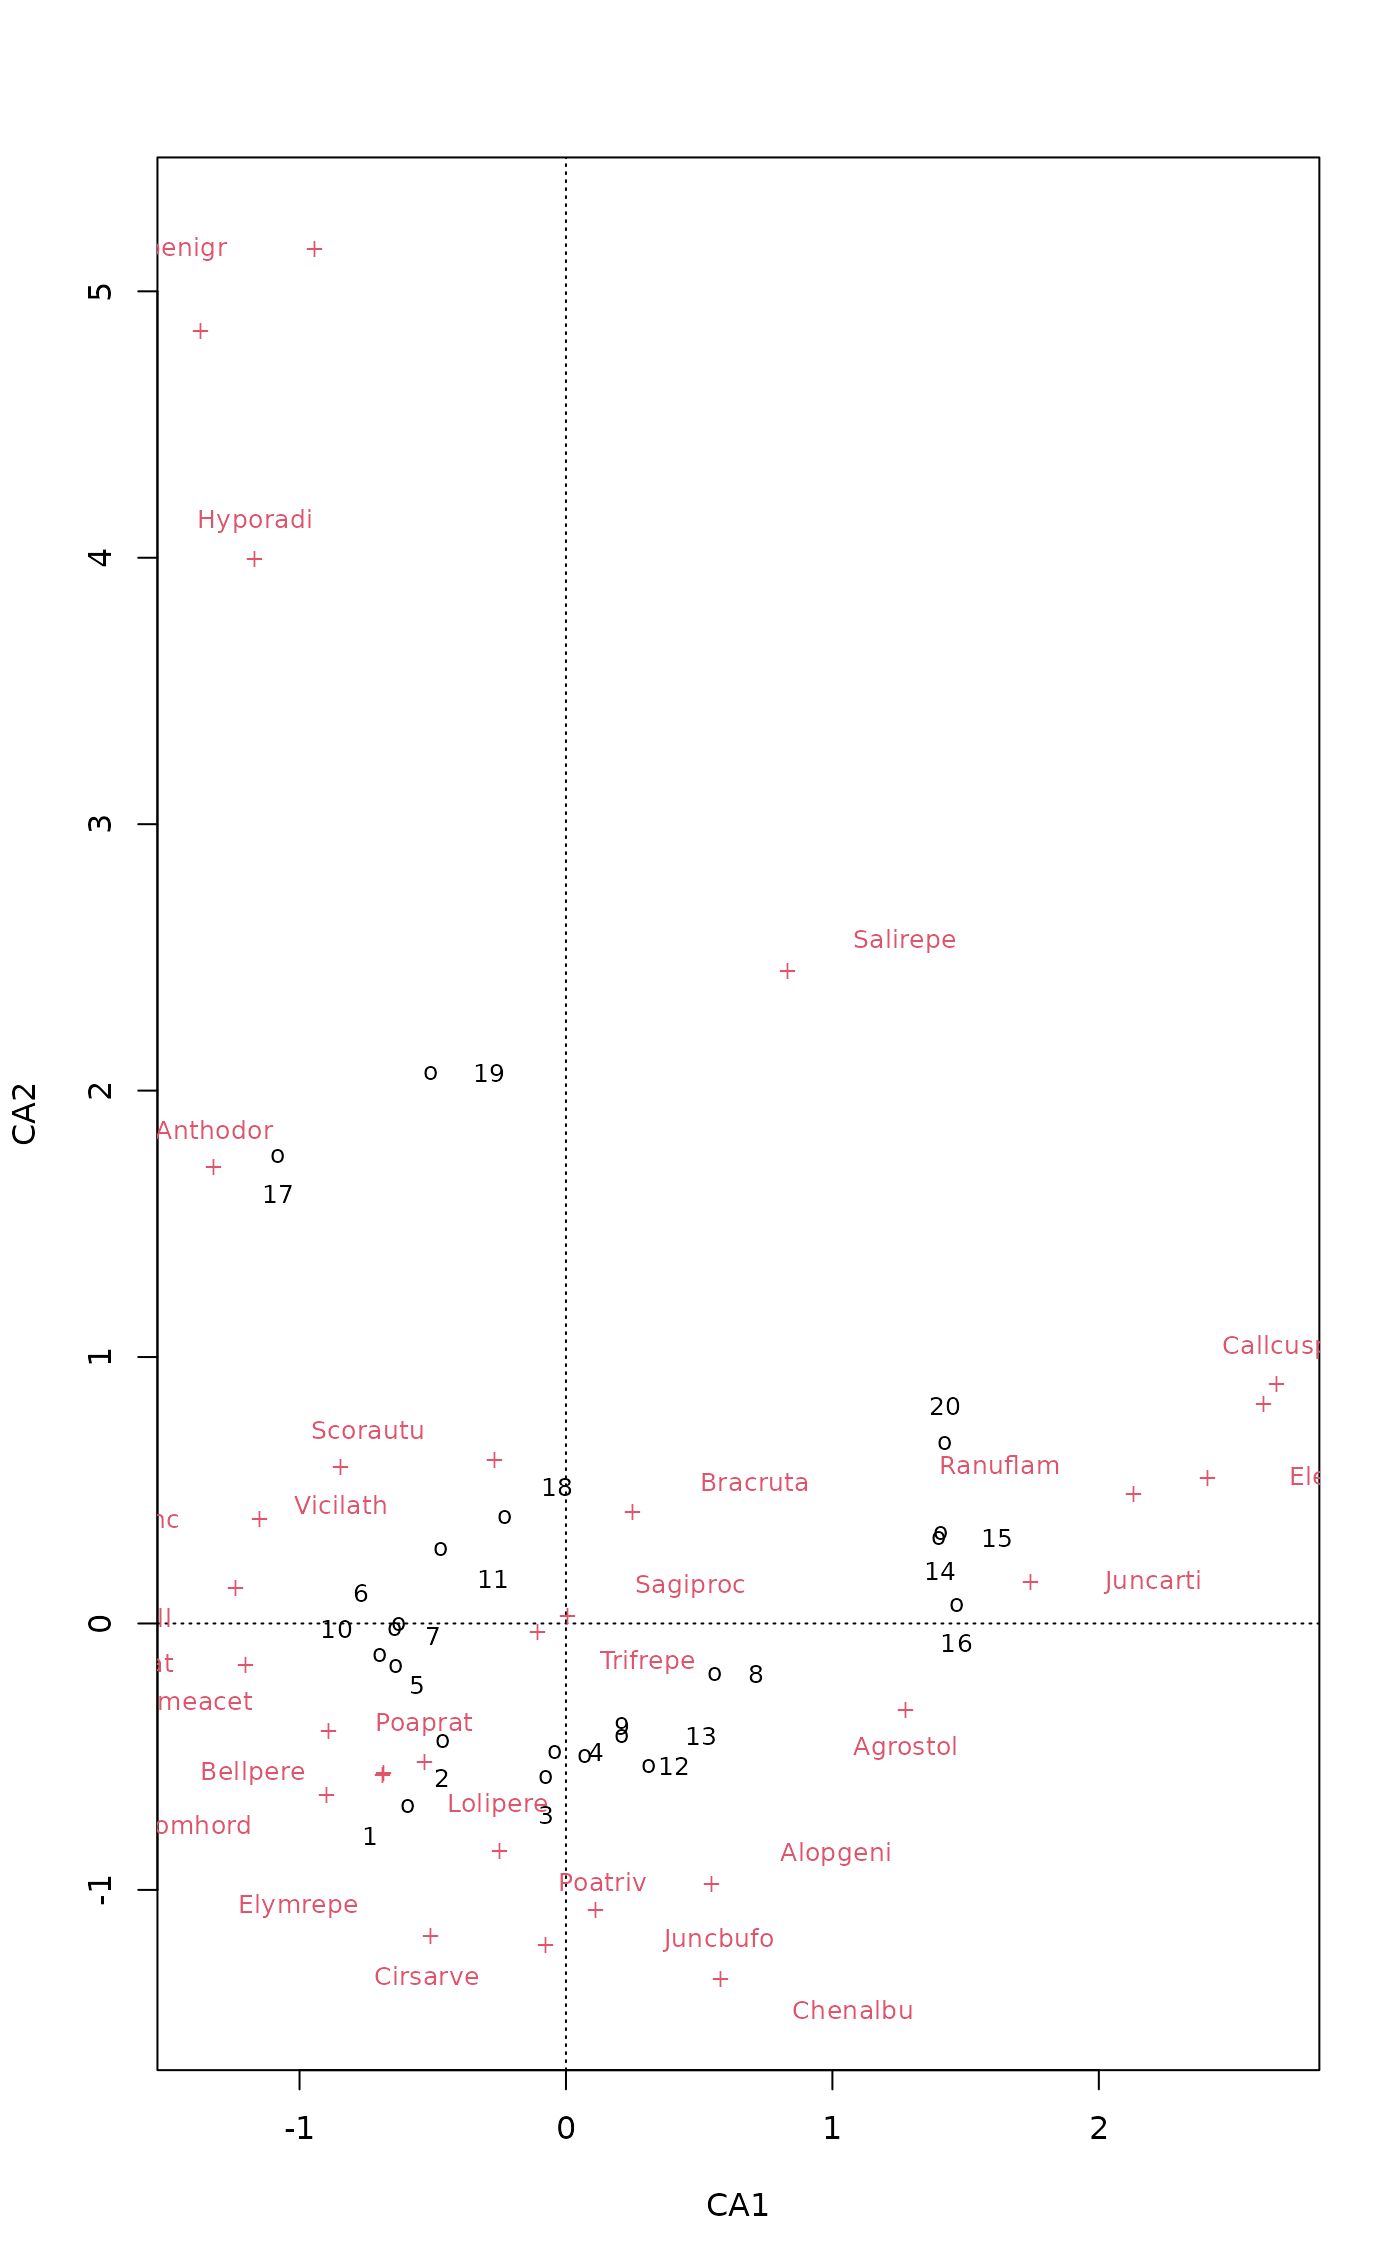 enigr
5
Hyporadi
4
3
Salirepe
2
19
Anthodor
17
CA2
1
Callcusp
20
Scorautu
Ranuflam
Ele
Bracruta
18
Vicilath
nc
15
14
11
Sagiproc
Juncarti
6
ll
0
10
7
16
Trifrepe
at
8
5
meacet
Poaprat
9
13
Agrostol
4
12
Bellpere
2
Lolipere
3
omhord
1
Alopgeni
Poatriv
-1
Elymrepe
Juncbufo
Cirsarve
Chenalbu
-1 0 1 2
CA1